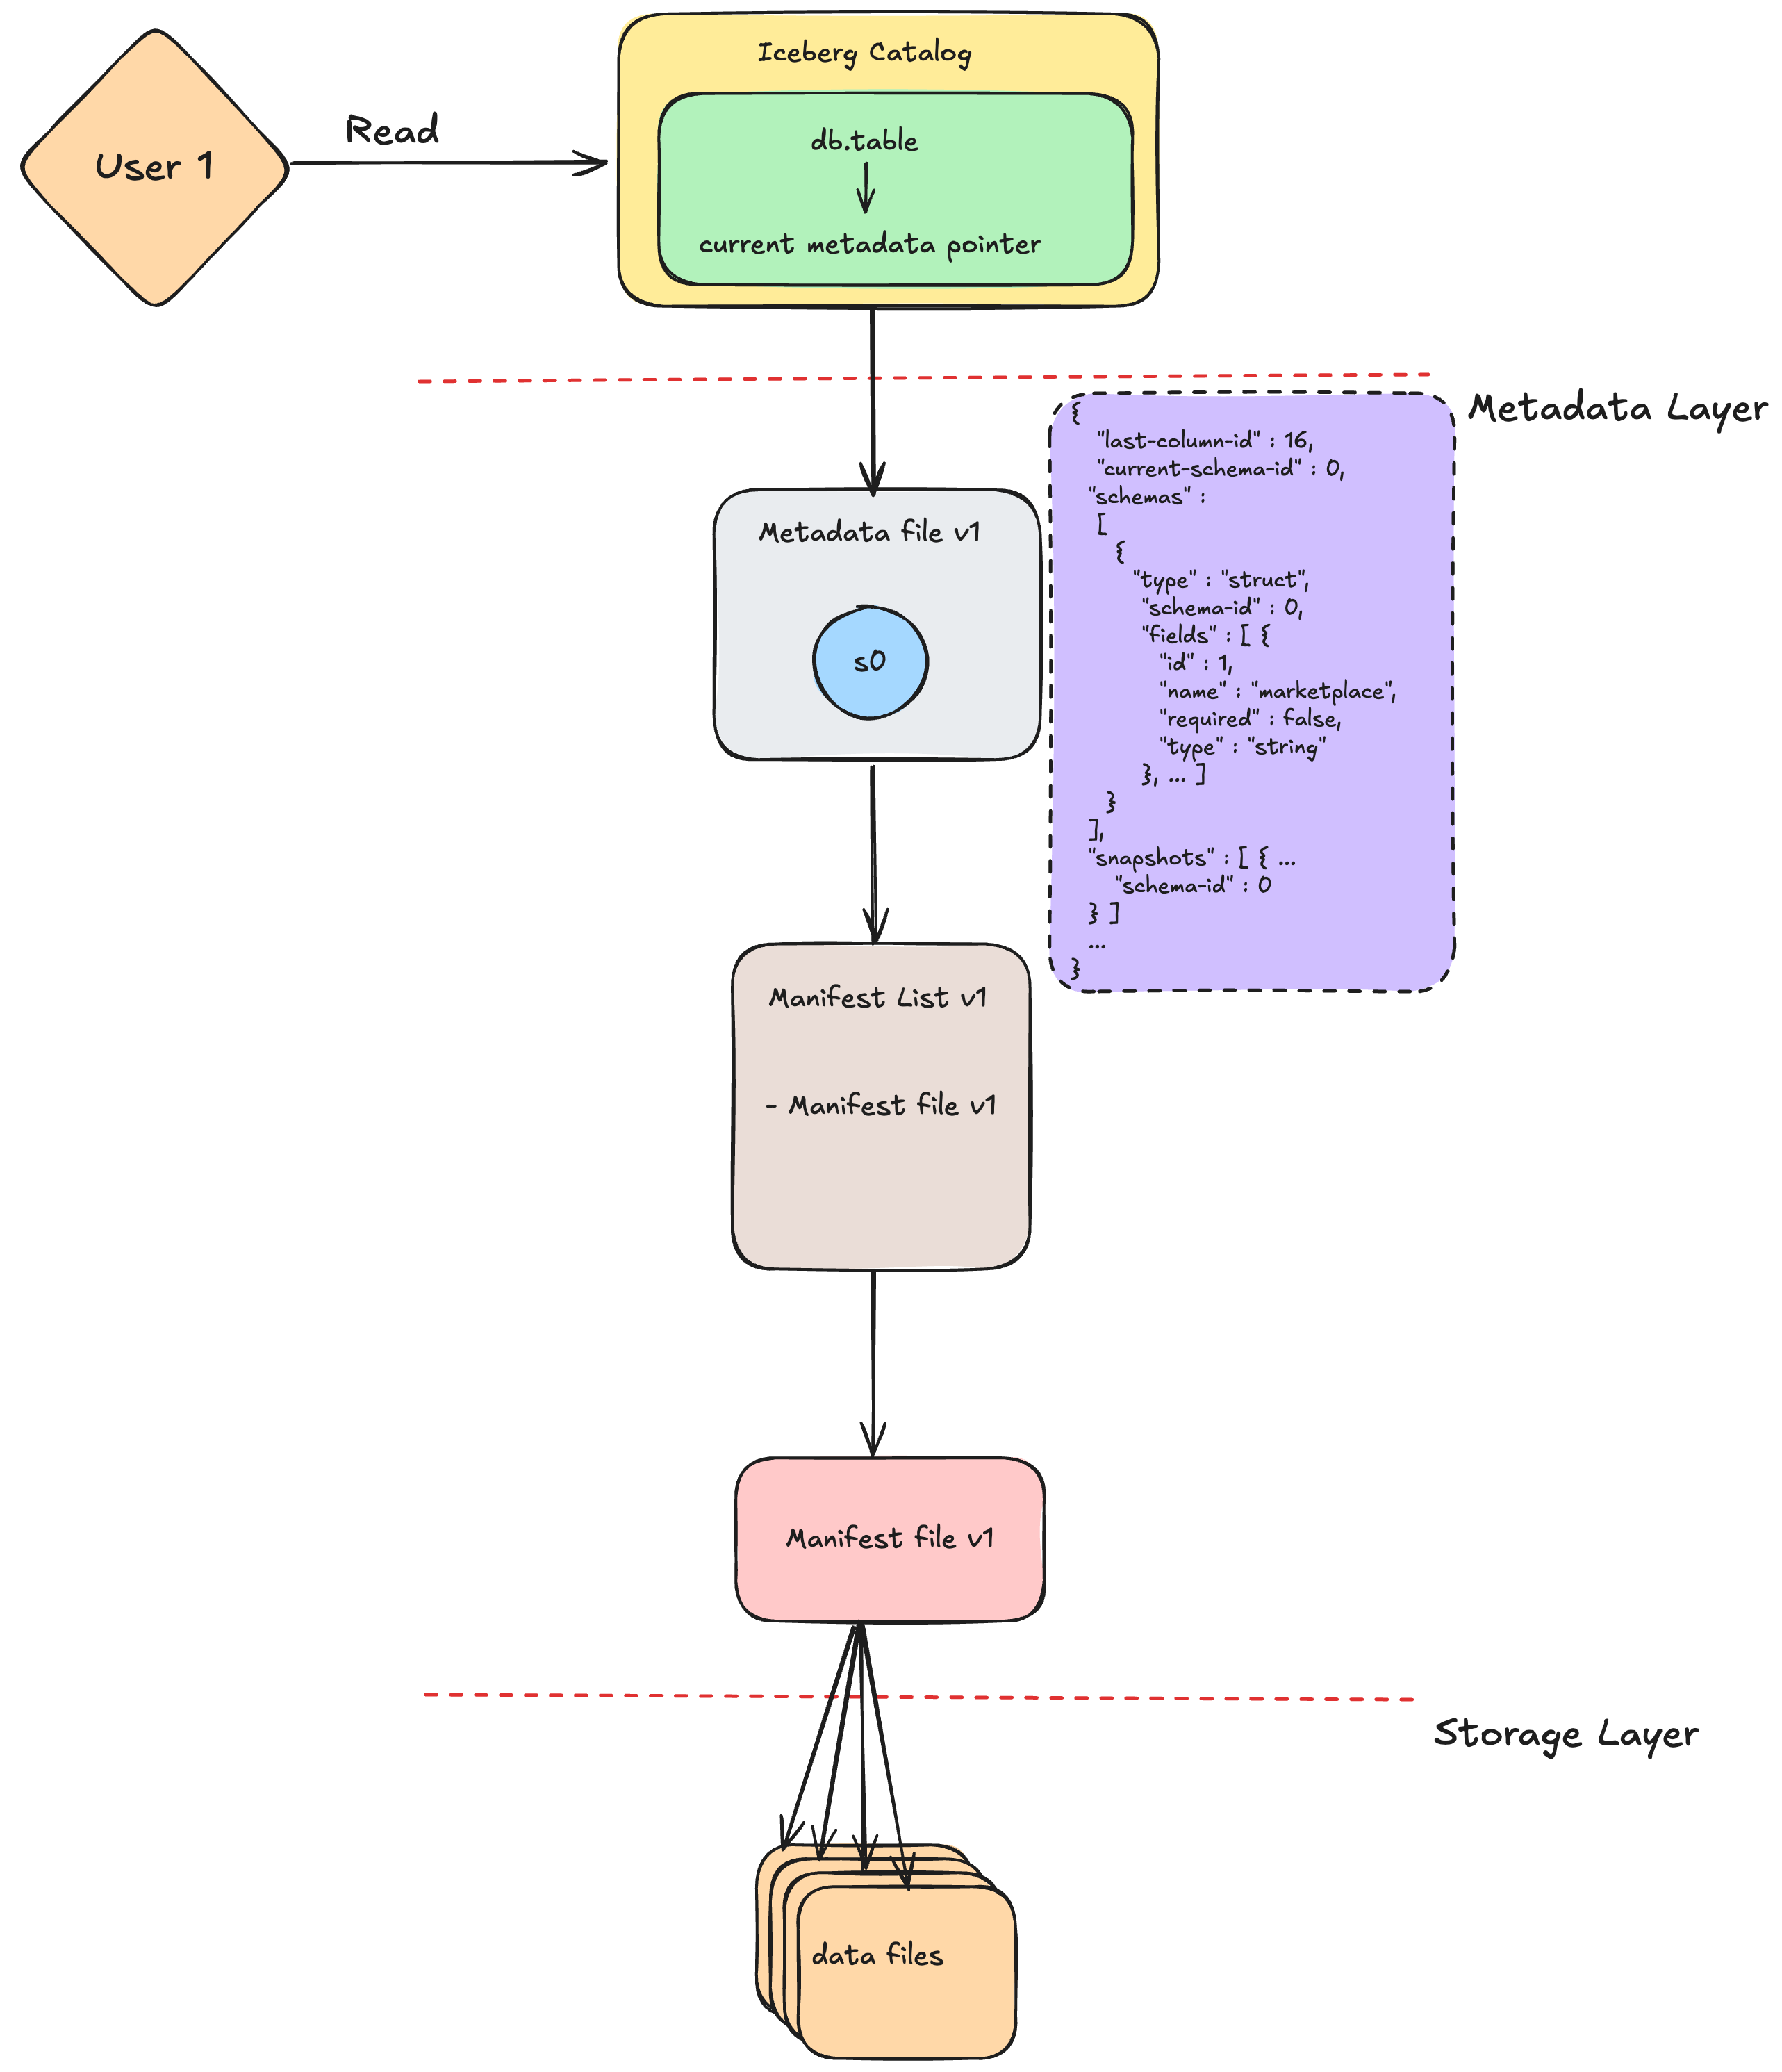 Iceberg Catalog
User 1
Read
db.table
current metadata pointer
Metadata Layer
{
"last-column-id" : 16,
"current-schema-id" : 0,
"schemas" :
[
{
"type" : "struct",
"schema-id" : 0,
"fields" : [ {
"id" : 1,
"name" : "marketplace",
"required" : false,
"type" : "string"
}, ... ]
}
],
"snapshots" : [ { ...
"schema-id" : 0
} ]
...
}
Metadata file v1
s0
Manifest List v1
- Manifest file v1
Manifest file v1
Storage Layer
data files